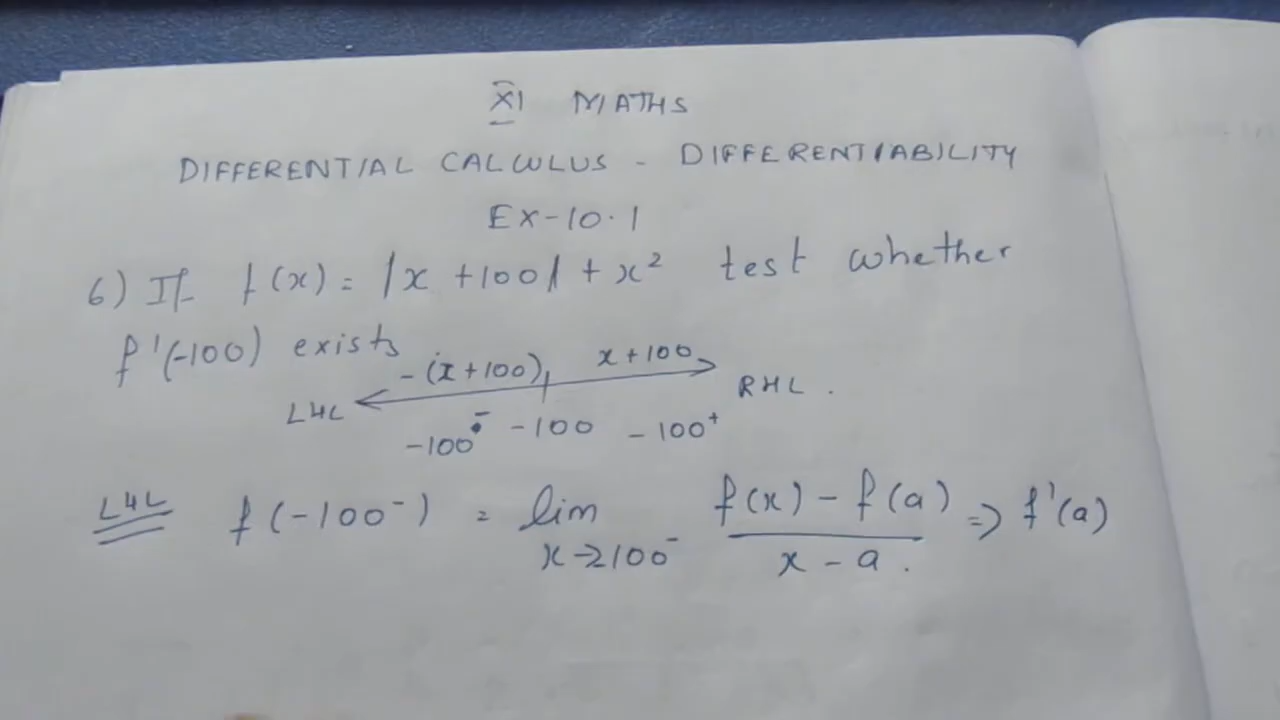 XI MATHS
DIFFERENTIAL CALCULUS - DIFFERENTIABILITY
Ex-10.1
6) If f(x) = |x + 100| + x² test whether
f'(-100) exists
-(x+100), x+100
LHL RHL.
-100⁻ -100 -100⁺
LHL f(-100⁻) = lim f(x) - f(a) => f'(a)
x→100⁻ x - a.